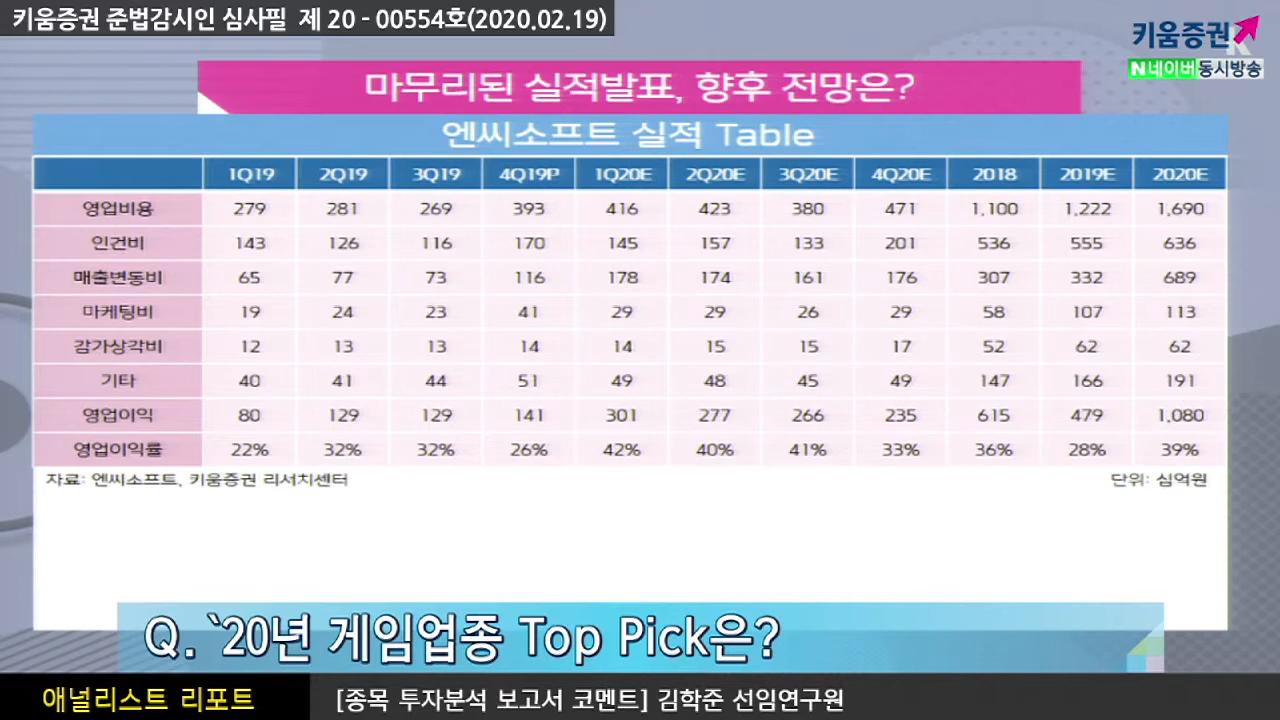 키움증권 준법감시인 심사필 제 20 - 00554호(2020.02.19)
키움증권
N 네이버 동시방송
마무리된 실적발표, 향후 전망은?
엔씨소프트 실적 Table
1Q19 2Q19 3Q19 4Q19P 1Q20E 2Q20E 3Q20E 4Q20E 2018 2019E 2020E
영업비용 279 281 269 393 416 423 380 471 1,100 1,222 1,690
인건비 143 126 116 170 145 157 133 201 536 555 636
매출변동비 65 77 73 116 178 174 161 176 307 332 689
마케팅비 19 24 23 41 29 29 26 29 58 107 113
감가상각비 12 13 13 14 14 15 15 17 52 62 62
기타 40 41 44 51 49 48 45 49 147 166 191
영업이익 80 129 129 141 301 277 266 235 615 479 1,080
영업이익률 22% 32% 32% 26% 42% 40% 41% 33% 36% 28% 39%
자료: 엔씨소프트, 키움증권 리서치센터 단위: 십억원
Q. `20년 게임업종 Top Pick은?
애널리스트 리포트 [종목 투자분석 보고서 코멘트] 김학준 선임연구원